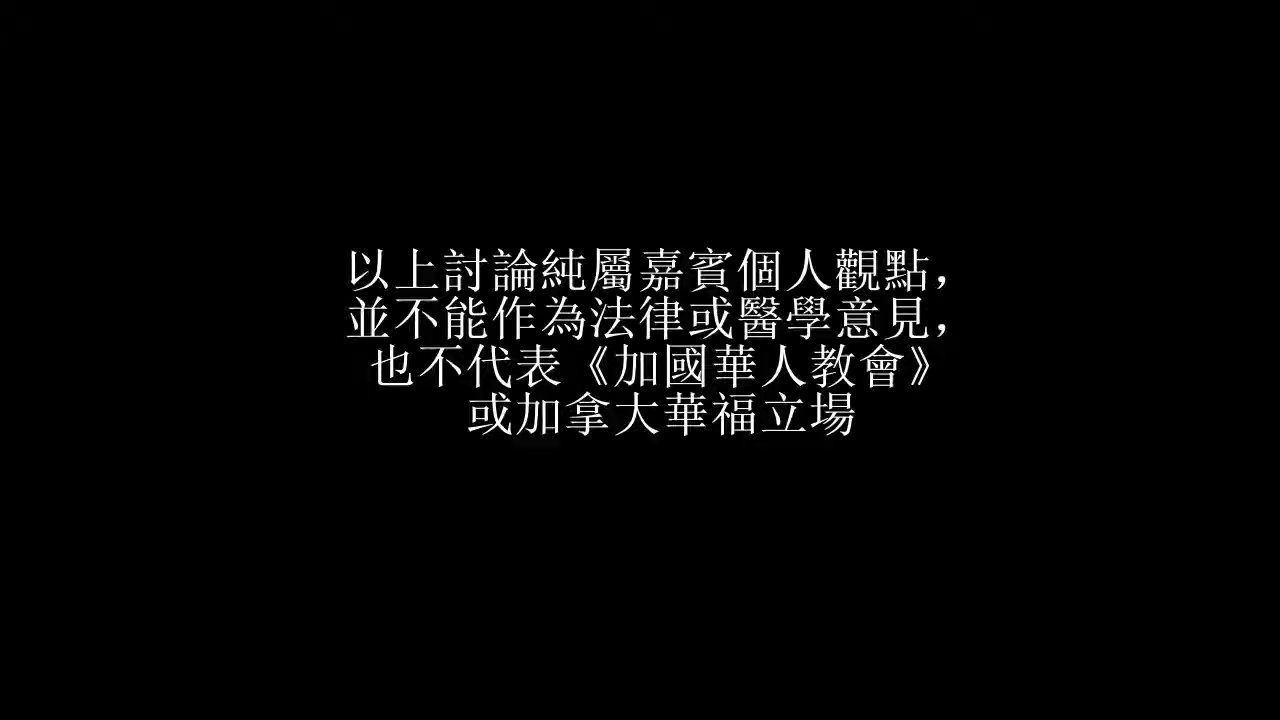 以上討論純屬嘉賓個人觀點，
並不能作為法律或醫學意見，
也不代表《加國華人教會》
或加拿大華福立場